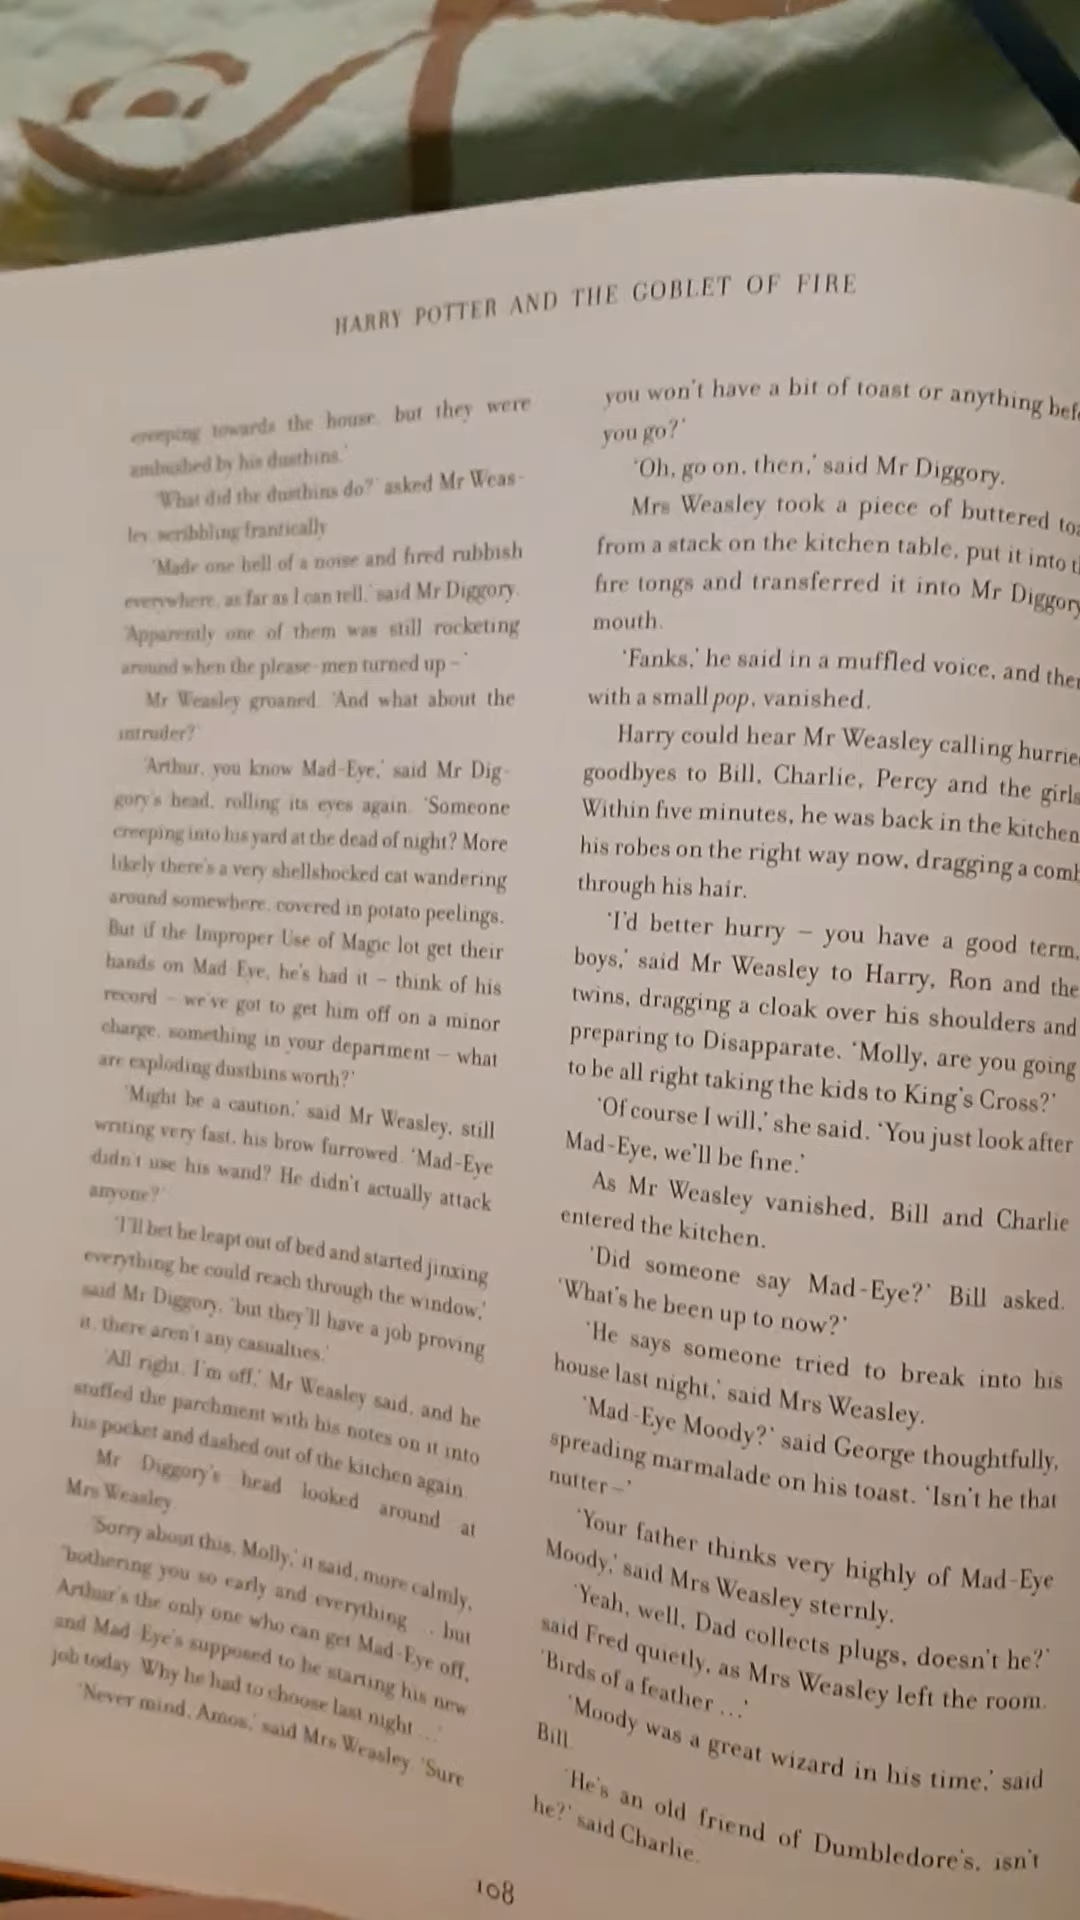 HARRY POTTER AND THE GOBLET OF FIRE
creeping towards the house, but they were
ambushed by his dustbins.'
'What did the dustbins do?' asked Mr Weas-
ley, scribbling frantically.
'Made one hell of a noise and fired rubbish
everywhere, as far as I can tell,' said Mr Diggory.
'Apparently one of them was still rocketing
around when the please-men turned up –'
Mr Weasley groaned. 'And what about the
intruder?'
'Arthur, you know Mad-Eye,' said Mr Dig-
gory's head, rolling its eyes again. 'Someone
creeping into his yard at the dead of night? More
likely there's a very shellshocked cat wandering
around somewhere, covered in potato peelings.
But if the Improper Use of Magic lot get their
hands on Mad-Eye, he's had it – think of his
record – we've got to get him off on a minor
charge, something in your department – what
are exploding dustbins worth?'
'Might be a caution,' said Mr Weasley, still
writing very fast, his brow furrowed. 'Mad-Eye
didn't use his wand? He didn't actually attack
anyone?'
'I'll bet he leapt out of bed and started jinxing
everything he could reach through the window,'
said Mr Diggory, 'but they'll have a job proving
it, there aren't any casualties.'
'All right, I'm off,' Mr Weasley said, and he
stuffed the parchment with his notes on it into
his pocket and dashed out of the kitchen again.
Mr Diggory's head looked around at
Mrs Weasley.
'Sorry about this, Molly,' it said, more calmly,
'bothering you so early and everything ... but
Arthur's the only one who can get Mad-Eye off,
and Mad-Eye's supposed to be starting his new
job today. Why he had to choose last night ...'
'Never mind, Amos,' said Mrs Weasley. 'Sure
you won't have a bit of toast or anything bef
you go?'
'Oh, go on, then,' said Mr Diggory.
Mrs Weasley took a piece of buttered toa
from a stack on the kitchen table, put it into t
fire tongs and transferred it into Mr Diggory
mouth.
'Fanks,' he said in a muffled voice, and then
with a small pop, vanished.
Harry could hear Mr Weasley calling hurrie
goodbyes to Bill, Charlie, Percy and the girls
Within five minutes, he was back in the kitchen
his robes on the right way now, dragging a comb
through his hair.
'I'd better hurry – you have a good term,
boys,' said Mr Weasley to Harry, Ron and the
twins, dragging a cloak over his shoulders and
preparing to Disapparate. 'Molly, are you going
to be all right taking the kids to King's Cross?'
'Of course I will,' she said. 'You just look after
Mad-Eye, we'll be fine.'
As Mr Weasley vanished, Bill and Charlie
entered the kitchen.
'Did someone say Mad-Eye?' Bill asked.
'What's he been up to now?'
'He says someone tried to break into his
house last night,' said Mrs Weasley.
'Mad-Eye Moody?' said George thoughtfully,
spreading marmalade on his toast. 'Isn't he that
nutter –'
'Your father thinks very highly of Mad-Eye
Moody,' said Mrs Weasley sternly.
'Yeah, well, Dad collects plugs, doesn't he?'
said Fred quietly, as Mrs Weasley left the room.
'Birds of a feather ...'
'Moody was a great wizard in his time,' said
Bill.
'He's an old friend of Dumbledore's, isn't
he?' said Charlie.
108